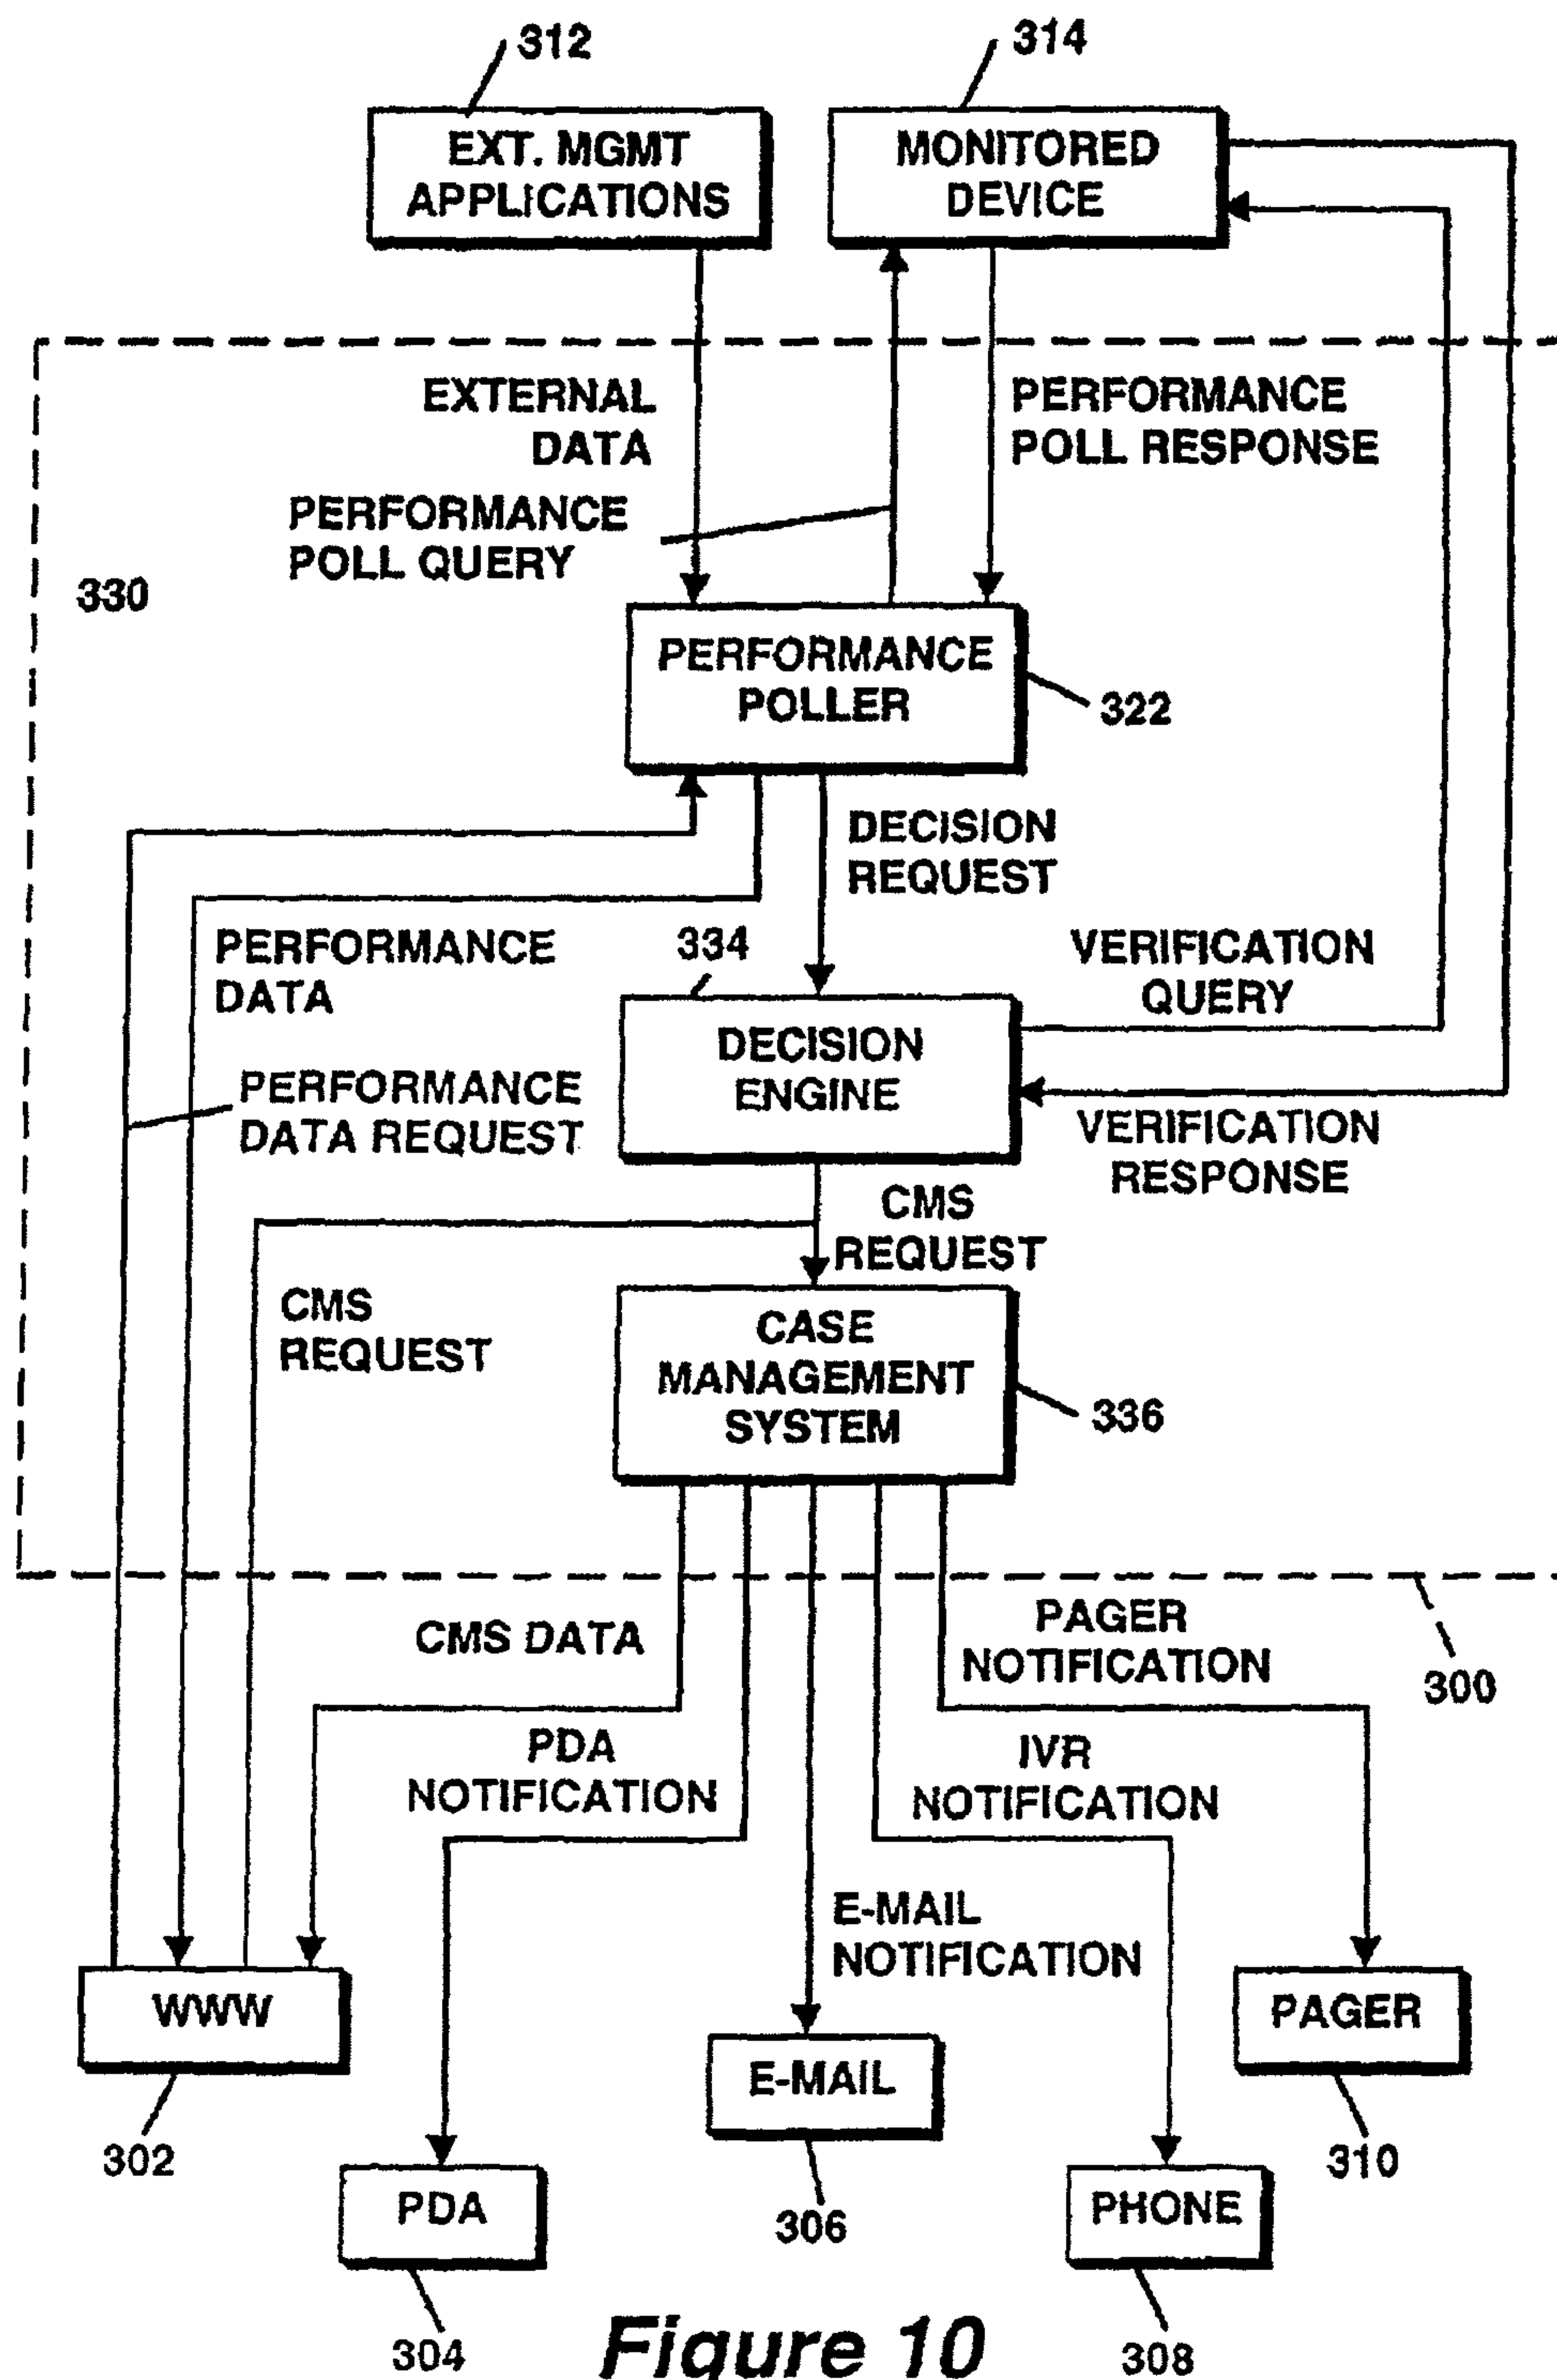 312
314
EXT. MGMT
APPLICATIONS
MONITORED
DEVICE
EXTERNAL
DATA
PERFORMANCE
POLL RESPONSE
PERFORMANCE
POLL QUERY
330
PERFORMANCE
POLLER
322
DECISION
REQUEST
PERFORMANCE
DATA
334
VERIFICATION
QUERY
DECISION
ENGINE
PERFORMANCE
DATA REQUEST
VERIFICATION
RESPONSE
CMS
REQUEST
CMS
REQUEST
CASE
MANAGEMENT
SYSTEM
336
CMS DATA
PAGER
NOTIFICATION
300
PDA
NOTIFICATION
IVR
NOTIFICATION
E-MAIL
NOTIFICATION
WWW
PAGER
E-MAIL
302
310
PDA
306
PHONE
304
308
Figure 10